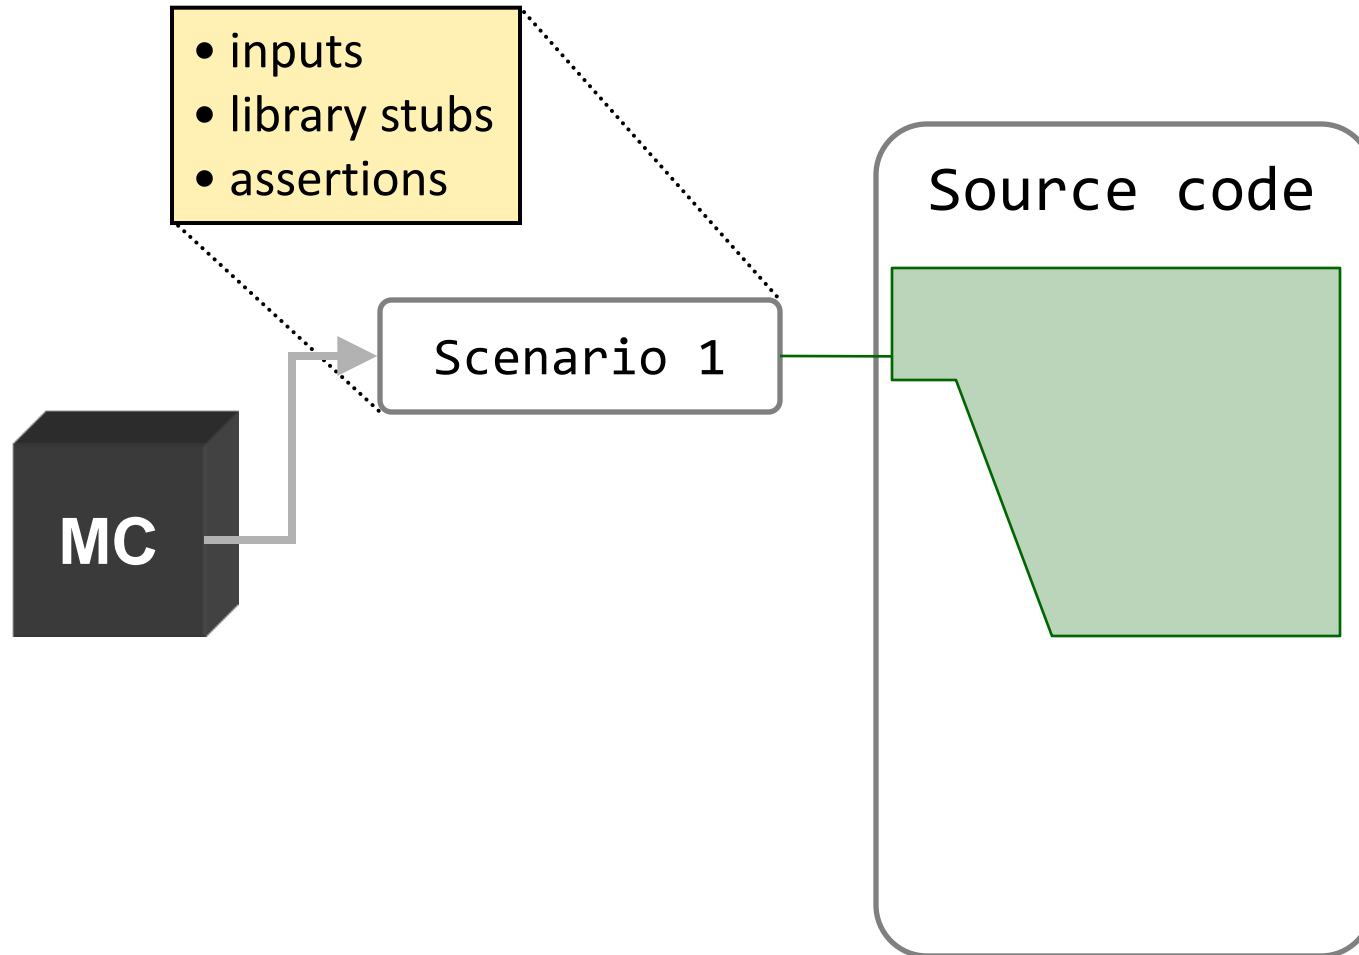 • inputs
• library stubs
• assertions
Source code
Scenario 1
MC